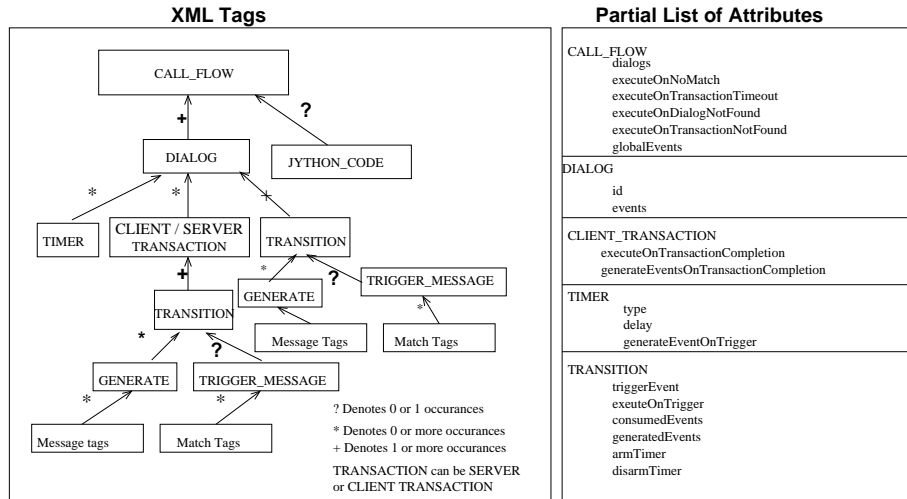 XML Tags
CALL_FLOW
+
?
DIALOG
JYTHON_CODE
*
*
+
TIMER
CLIENT / SERVER
TRANSACTION
TRANSITION
+
*
?
GENERATE
TRIGGER_MESSAGE
TRANSITION
*
Message Tags
Match Tags
*
?
GENERATE
TRIGGER_MESSAGE
*
*
Message tags
Match Tags
? Denotes 0 or 1 occurances
* Denotes 0 or more occurances
+ Denotes 1 or more occurances
TRANSACTION can be SERVER
or CLIENT TRANSACTION
Partial List of Attributes
CALL_FLOW
dialogs
executeOnNoMatch
executeOnTransactionTimeout
executeOnDialogNotFound
executeOnTransactionNotFound
globalEvents
DIALOG
id
events
CLIENT_TRANSACTION
executeOnTransactionCompletion
generateEventsOnTransactionCompletion
TIMER
type
delay
generateEventOnTrigger
TRANSITION
triggerEvent
exeuteOnTrigger
consumedEvents
generatedEvents
armTimer
disarmTimer